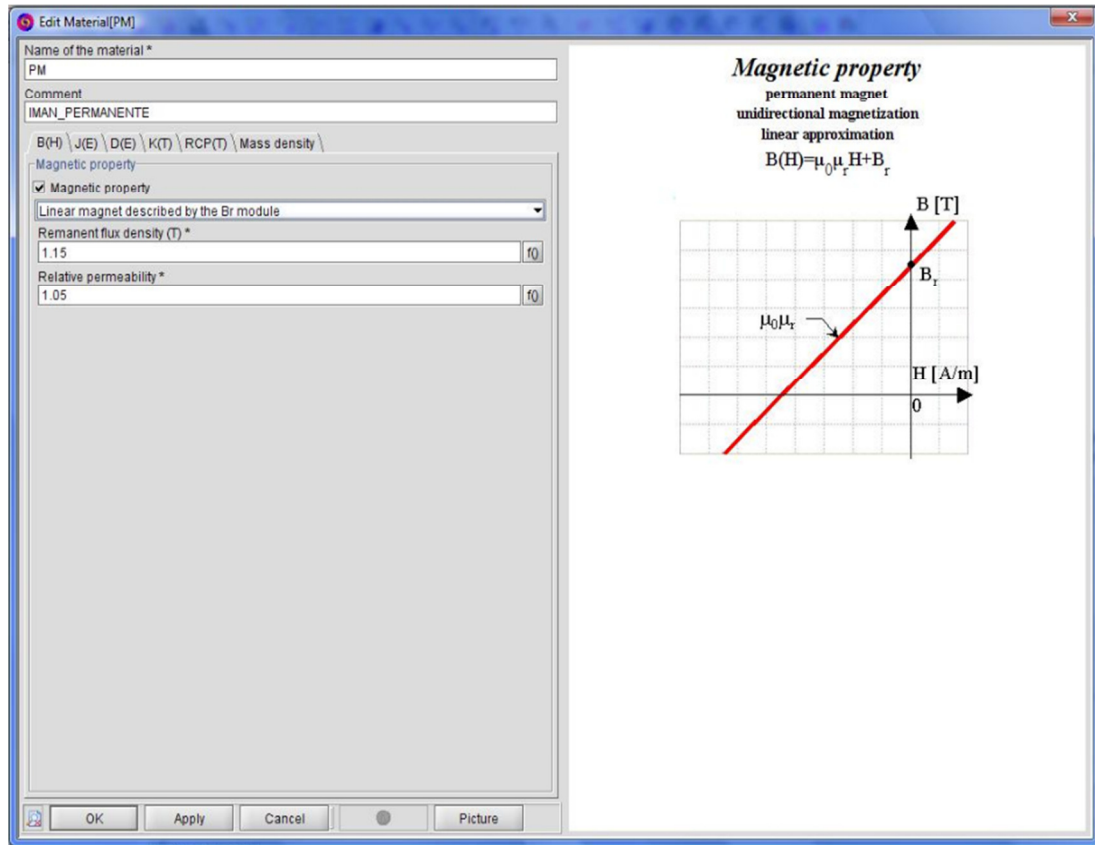 Edit Material[PM]
Name of the material *
PM
Comment
IMAN_PERMANENTE
B(H) J(E) D(E) K(T) RCP(T) Mass density
Magnetic property
Magnetic property
Linear magnet described by the Br module
Remanent flux density (T) *
1.15 f()
Relative permeability *
1.05 f()
OK Apply Cancel Picture
Magnetic property
permanent magnet
unidirectional magnetization
linear approximation
B(H)=μ₀μᵣH+Bᵣ
B [T]
Bᵣ
μ₀μᵣ
H [A/m]
0